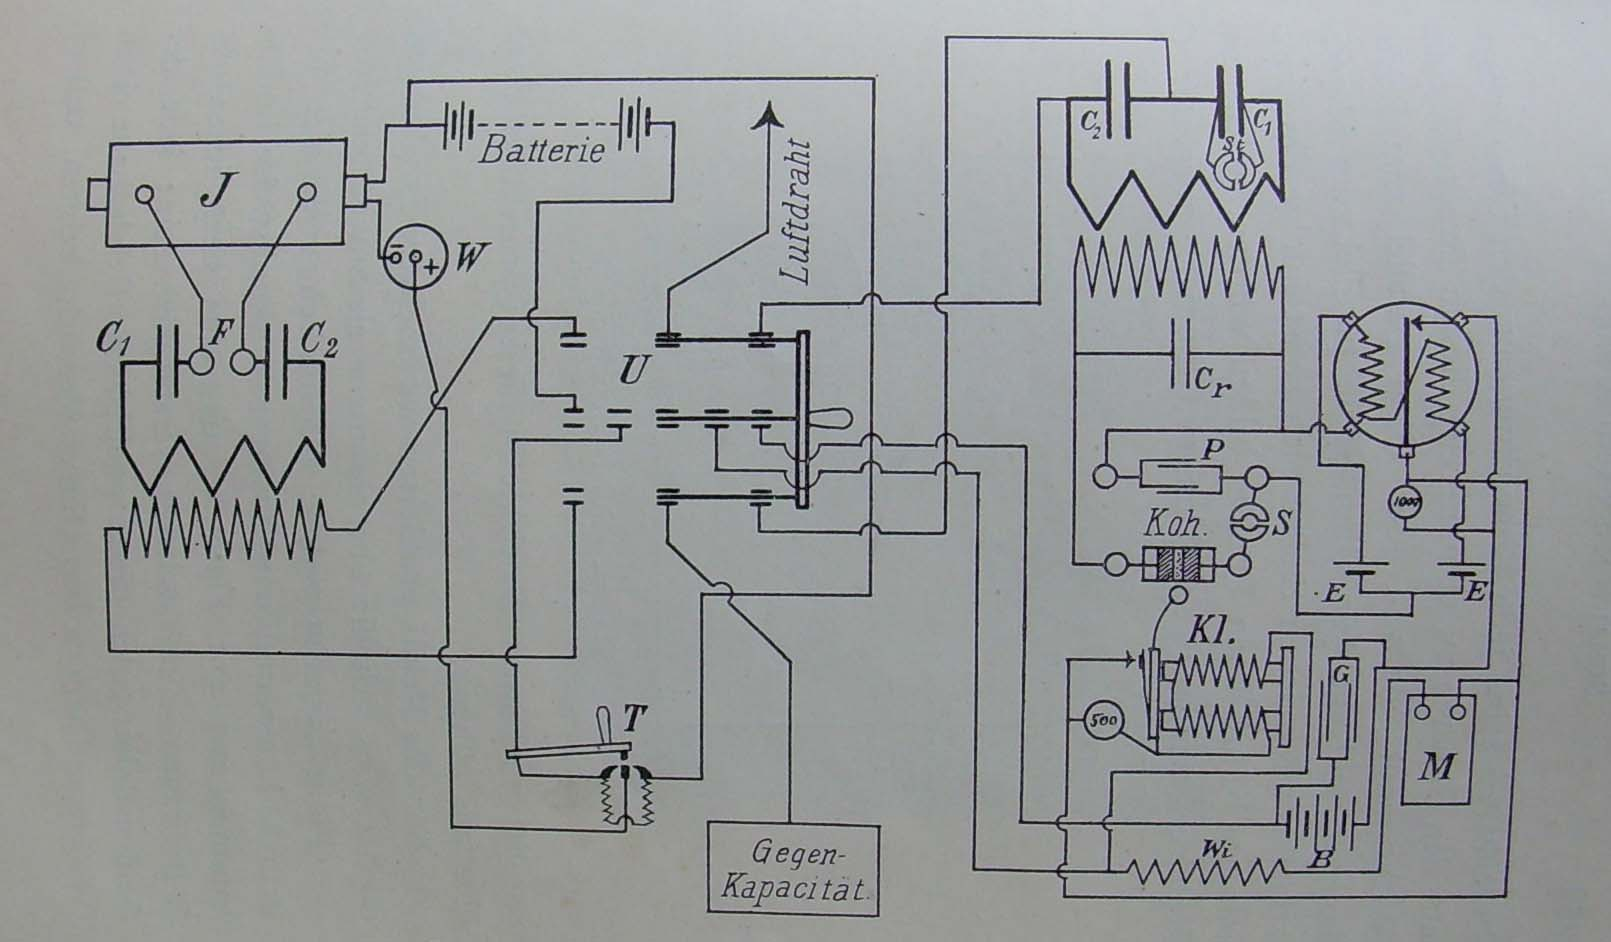 Batterie
J
W
Luftdraht
C₂
C₁
St
C₁
F
C₂
U
Cr
P
1000
Koh.
S
E
E
Kl.
G
500
T
M
Gegen-
Kapacität.
Wi
B